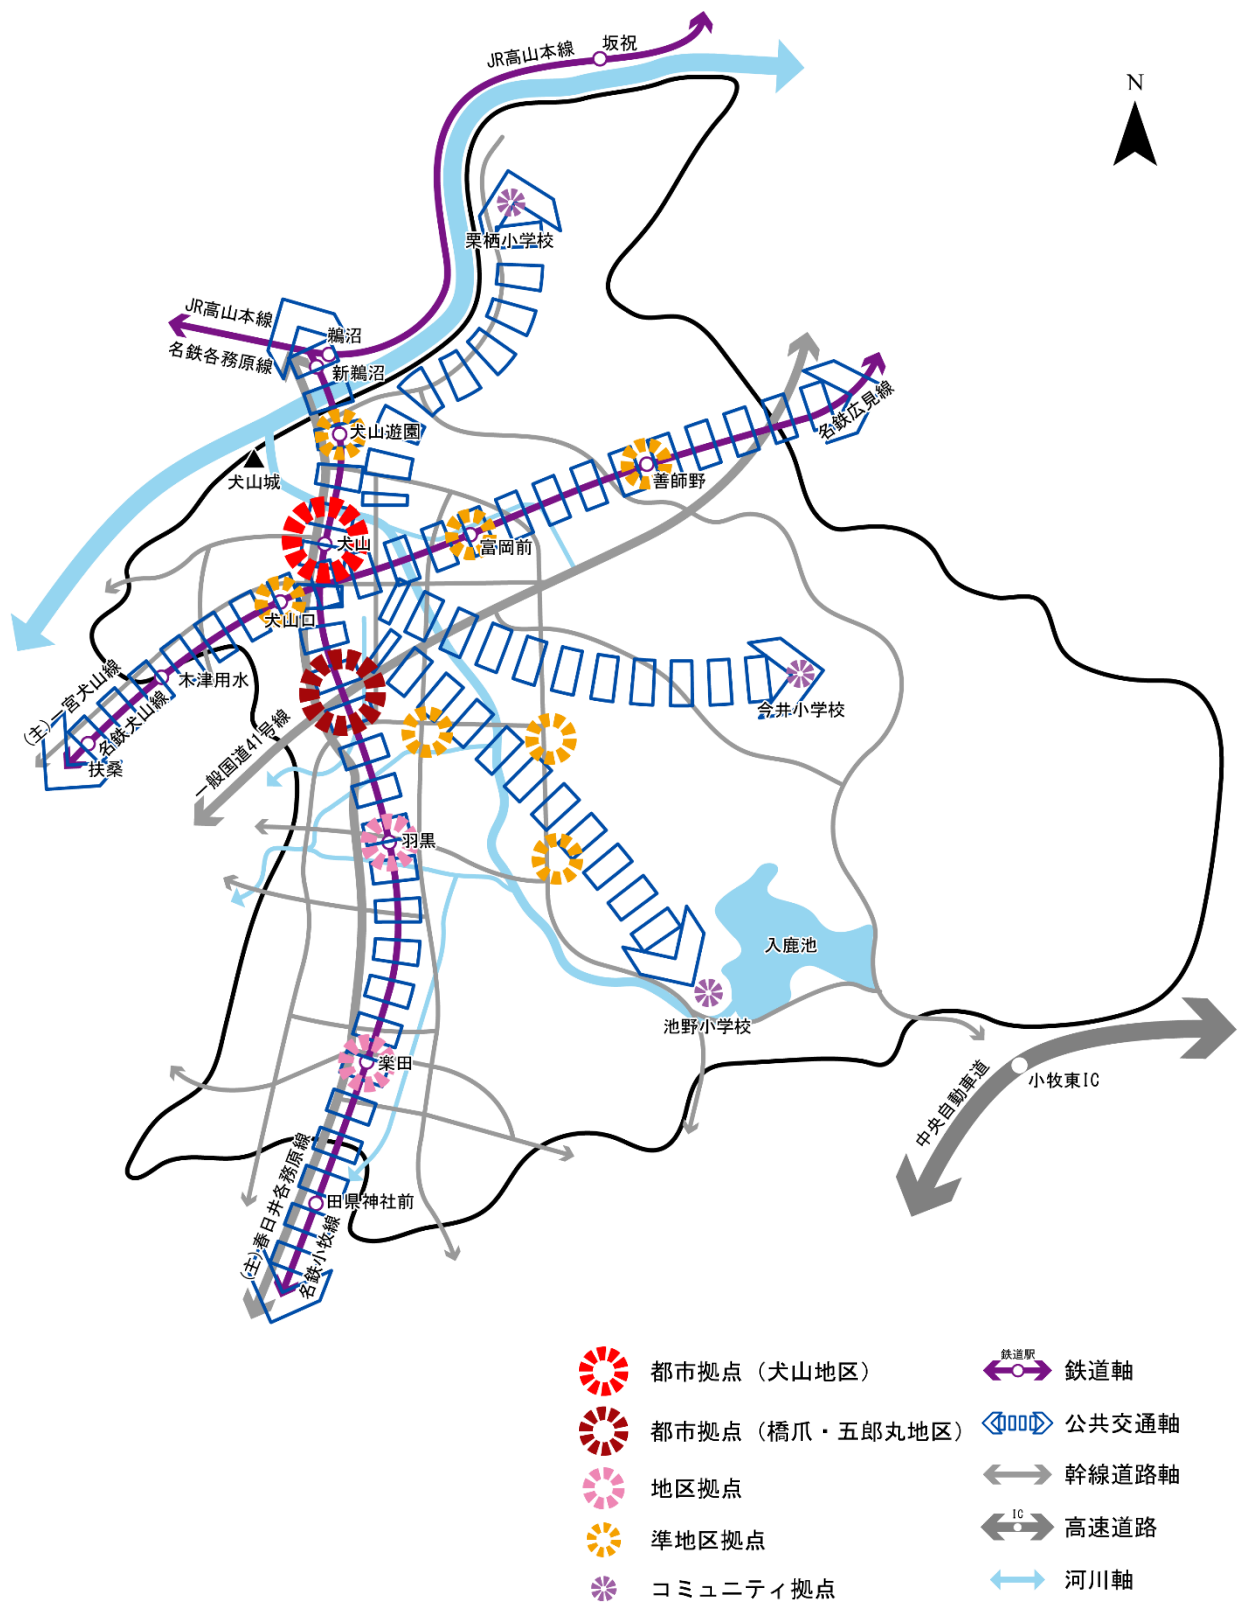 坂祝
JR高山本線
N
栗栖小学校
JR高山本線
鵜沼
名鉄各務原線
新鵜沼
名鉄広見線
犬山遊園
善師野
犬山城
犬山
富岡前
犬山口
木津用水
今井小学校
(主)一宮犬山線
名鉄犬山線
扶桑
一般国道41号線
羽黒
入鹿池
池野小学校
楽田
小牧東IC
中央自動車道
田県神社前
(主)春日井各務原線
名鉄小牧線
都市拠点（犬山地区）
都市拠点（橋爪・五郎丸地区）
地区拠点
準地区拠点
コミュニティ拠点
鉄道駅
鉄道軸
公共交通軸
幹線道路軸
IC
高速道路
河川軸